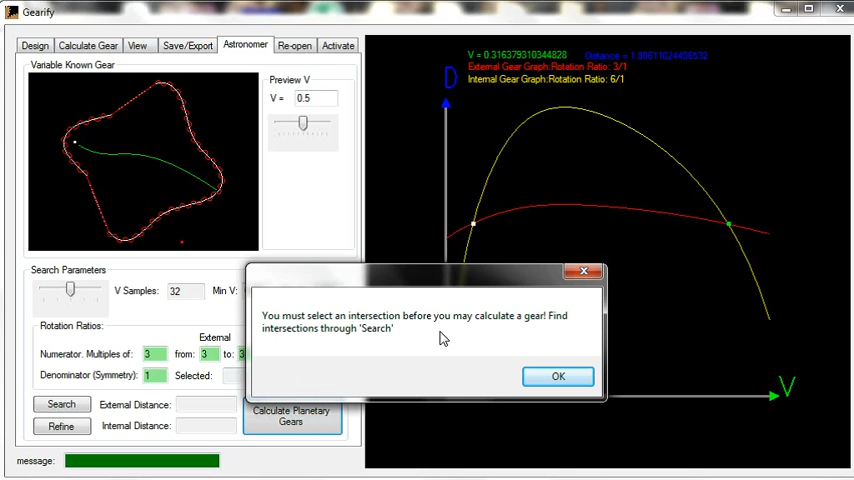 Gearify
Design Calculate Gear View Save/Export Astronomer Re-open Activate
Variable Known Gear
Preview V
V = 0.5
V = 0.316379310344828
External Gear Graph:Rotation Ratio: 3/1
Internal Gear Graph:Rotation Ratio: 6/1
D
V
Search Parameters
V Samples: 32 Min V:
Rotation Ratios:
External
Numerator. Multiples of: 3 from: 3 to: 3
Denominator (Symmetry): 1 Selected:
Search External Distance:
Refine Internal Distance:
Calculate Planetary
Gears
You must select an intersection before you may calculate a gear! Find
intersections through 'Search'
OK
message: